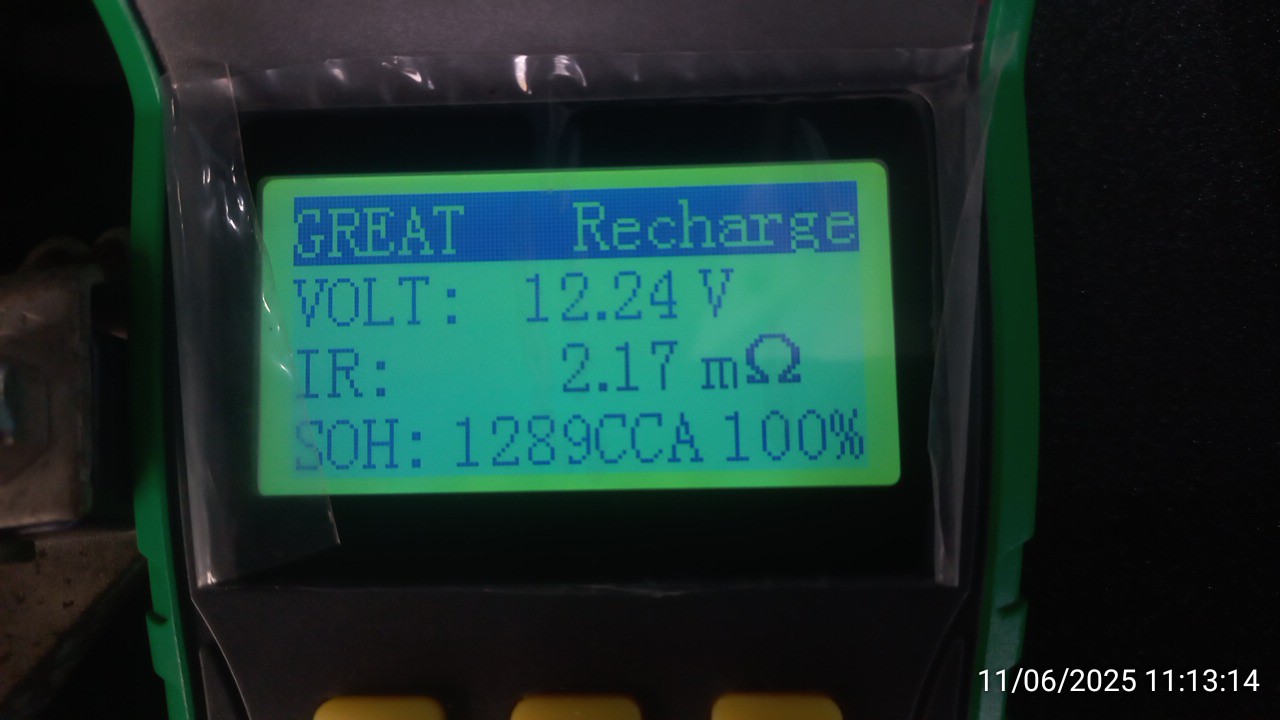 GREAT Recharge
VOLT: 12.24 V
IR: 2.17 mΩ
SOH: 1289CCA 100%
11/06/2025 11:13:14